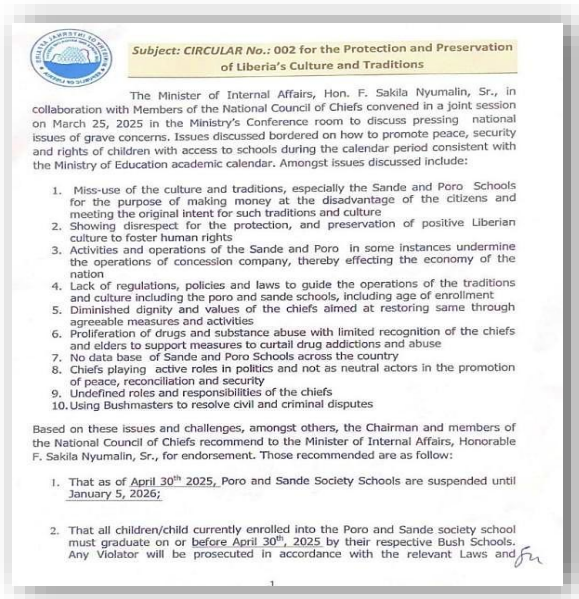 Subject: CIRCULAR No.: 002 for the Protection and Preservation
of Liberia's Culture and Traditions
The Minister of Internal Affairs, Hon. F. Sakila Nyumalin, Sr., in
collaboration with Members of the National Council of Chiefs convened in a joint session
on March 25, 2025 in the Ministry's Conference room to discuss pressing national
issues of grave concerns. Issues discussed bordered on how to promote peace, security
and rights of children with access to schools during the calendar period consistent with
the Ministry of Education academic calendar. Amongst issues discussed include:
1. Miss-use of the culture and traditions, especially the Sande and Poro Schools
for the purpose of making money at the disadvantage of the citizens and
meeting the original intent for such traditions and culture
2. Showing disrespect for the protection, and preservation of positive Liberian
culture to foster human rights
3. Activities and operations of the Sande and Poro in some instances undermine
the operations of concession company, thereby effecting the economy of the
nation
4. Lack of regulations, policies and laws to guide the operations of the traditions
and culture including the poro and sande schools, including age of enrollment
5. Diminished dignity and values of the chiefs aimed at restoring same through
agreeable measures and activities
6. Proliferation of drugs and substance abuse with limited recognition of the chiefs
and elders to support measures to curtail drug addictions and abuse
7. No data base of Sande and Poro Schools across the country
8. Chiefs playing active roles in politics and not as neutral actors in the promotion
of peace, reconciliation and security
9. Undefined roles and responsibilities of the chiefs
10. Using Bushmasters to resolve civil and criminal disputes
Based on these issues and challenges, amongst others, the Chairman and members of
the National Council of Chiefs recommend to the Minister of Internal Affairs, Honorable
F. Sakila Nyumalin, Sr., for endorsement. Those recommended are as follow:
1. That as of April 30th 2025, Poro and Sande Society Schools are suspended until
January 5, 2026;
2. That all children/child currently enrolled into the Poro and Sande society school
must graduate on or before April 30th, 2025 by their respective Bush Schools.
Any Violator will be prosecuted in accordance with the relevant Laws and
1